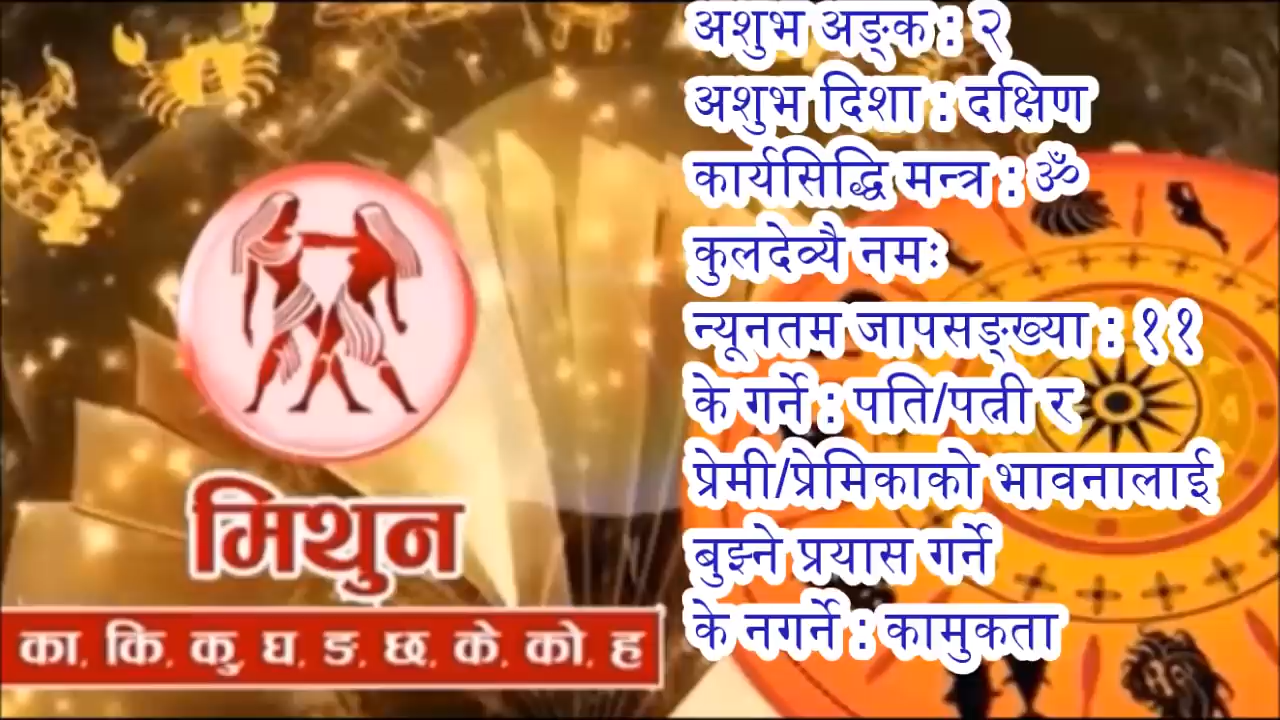 अशुभ अङ्क : २
अशुभ दिशा : दक्षिण
कार्यसिद्धि मन्त्र : ॐ
कुलदेव्यै नमः
न्यूनतम जापसङ्ख्या : ११
के गर्ने : पति/पत्नी र
प्रेमी/प्रेमिकाको भावनालाई
बुझ्ने प्रयास गर्ने
के नगर्ने : कामुकता
मिथुन
का. कि. कु. घ. ङ. छ. के. को. ह